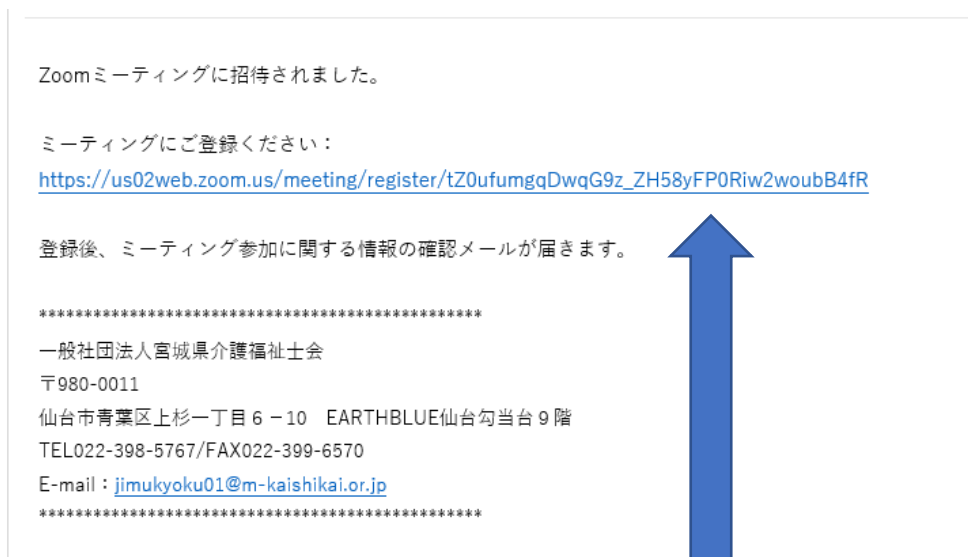 Zoomミーティングに招待されました。
ミーティングにご登録ください：
https://us02web.zoom.us/meeting/register/tZ0ufumgqDwqG9z_ZH58yFP0Riw2woubB4fR
登録後、ミーティング参加に関する情報の確認メールが届きます。
*************************************************
一般社団法人宮城県介護福祉士会
〒980-0011
仙台市青葉区上杉一丁目６－10　EARTHBLUE仙台勾当台９階
TEL022-398-5767/FAX022-399-6570
E-mail：jimukyoku01@m-kaishikai.or.jp
*************************************************